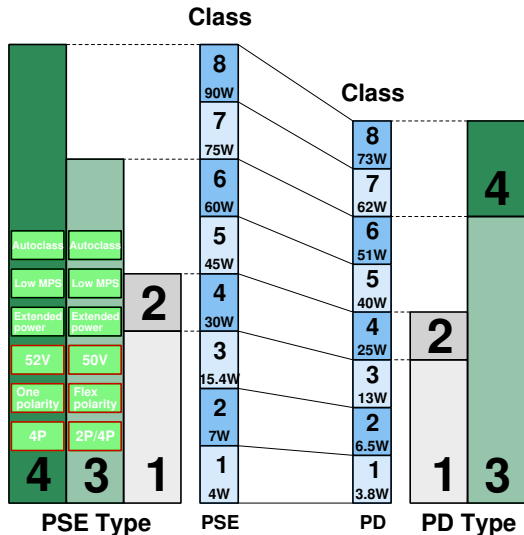 Class
Class
8
90W
7
75W
6
60W
5
45W
4
30W
3
15.4W
2
7W
1
4W
8
73W
7
62W
6
51W
5
40W
4
25W
3
13W
2
6.5W
1
3.8W
Autoclass
Low MPS
Extended
power
52V
One
polarity
4P
4
Autoclass
Low MPS
Extended
power
50V
Flex
polarity
2P/4P
3
2
1
4
2
1
3
PSE Type
PSE
PD
PD Type